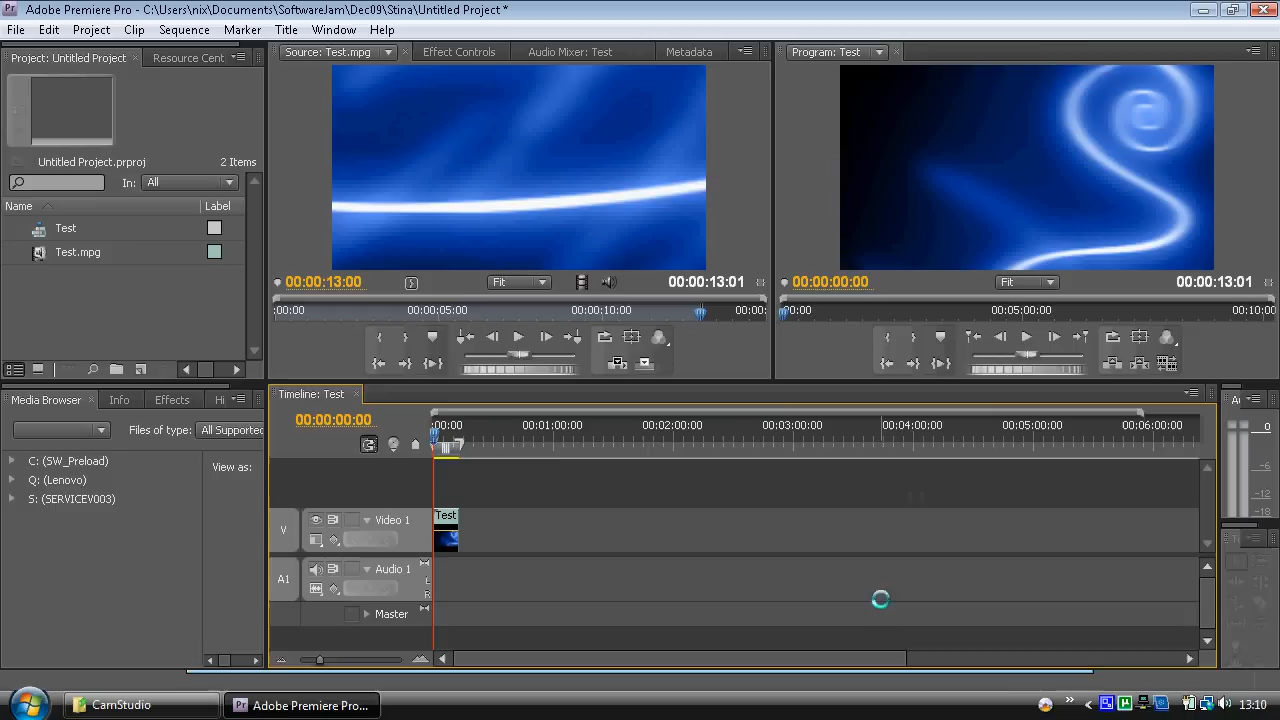 Adobe Premiere Pro - C:\Users\nix\Documents\SoftwareJam\Dec09\Stina\Untitled Project *
File Edit Project Clip Sequence Marker Title Window Help
Project: Untitled Project Resource Cent
Source: Test.mpg Effect Controls Audio Mixer: Test Metadata
Program: Test
Untitled Project.prproj 2 Items
In: All
Name Label
Test
Test.mpg
00:00:13:00 Fit 00:00:13:01
00:00:00:00 Fit 00:00:13:01
:00:00 00:00:05:00 00:00:10:00 00:00:
00:00 00:05:00:00 00:10:00
Media Browser Info Effects Hi
Files of type: All Supported
C: (SW_Preload)
Q: (Lenovo)
S: (SERVICEV003)
View as:
Timeline: Test
00:00:00:00
:00:00 00:01:00:00 00:02:00:00 00:03:00:00 00:04:00:00 00:05:00:00 00:06:00:00
V Video 1 Test
A1 Audio 1
L
R
Master
Au
0
-6
-12
-18
To
CamStudio Adobe Premiere Pro... 13:10